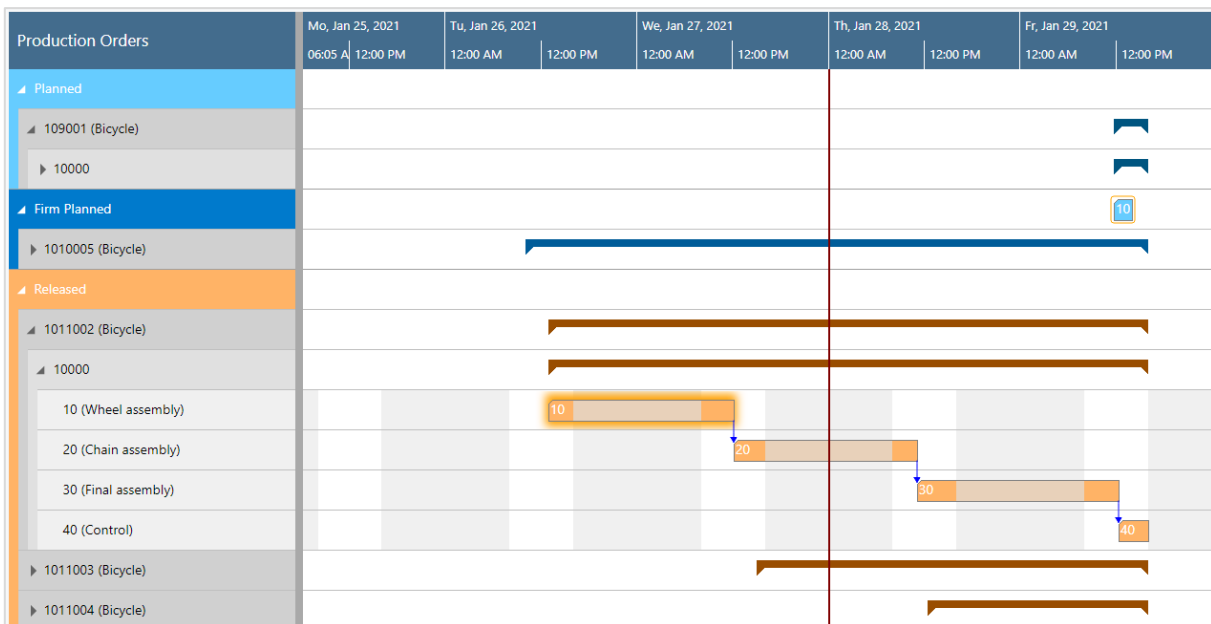 Production Orders
Mo, Jan 25, 2021 Tu, Jan 26, 2021 We, Jan 27, 2021 Th, Jan 28, 2021 Fr, Jan 29, 2021
06:05 A 12:00 PM 12:00 AM 12:00 PM 12:00 AM 12:00 PM 12:00 AM 12:00 PM 12:00 AM 12:00 PM
Planned
109001 (Bicycle)
10000
Firm Planned 10
1010005 (Bicycle)
Released
1011002 (Bicycle)
10000
10 (Wheel assembly) 10
20 (Chain assembly) 20
30 (Final assembly) 30
40 (Control) 40
1011003 (Bicycle)
1011004 (Bicycle)